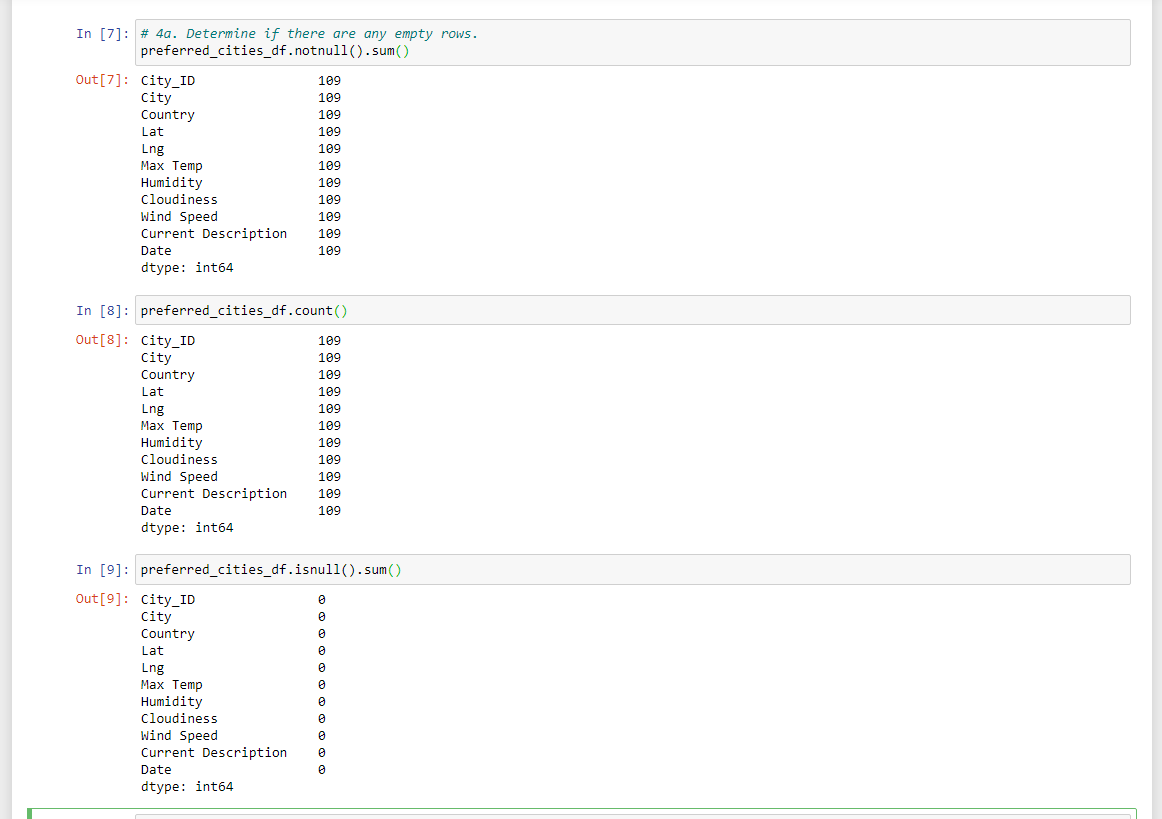 In [7]: # 4a. Determine if there are any empty rows.
preferred_cities_df.notnull().sum()
Out[7]: City_ID 109
City 109
Country 109
Lat 109
Lng 109
Max Temp 109
Humidity 109
Cloudiness 109
Wind Speed 109
Current Description 109
Date 109
dtype: int64
In [8]: preferred_cities_df.count()
Out[8]: City_ID 109
City 109
Country 109
Lat 109
Lng 109
Max Temp 109
Humidity 109
Cloudiness 109
Wind Speed 109
Current Description 109
Date 109
dtype: int64
In [9]: preferred_cities_df.isnull().sum()
Out[9]: City_ID 0
City 0
Country 0
Lat 0
Lng 0
Max Temp 0
Humidity 0
Cloudiness 0
Wind Speed 0
Current Description 0
Date 0
dtype: int64